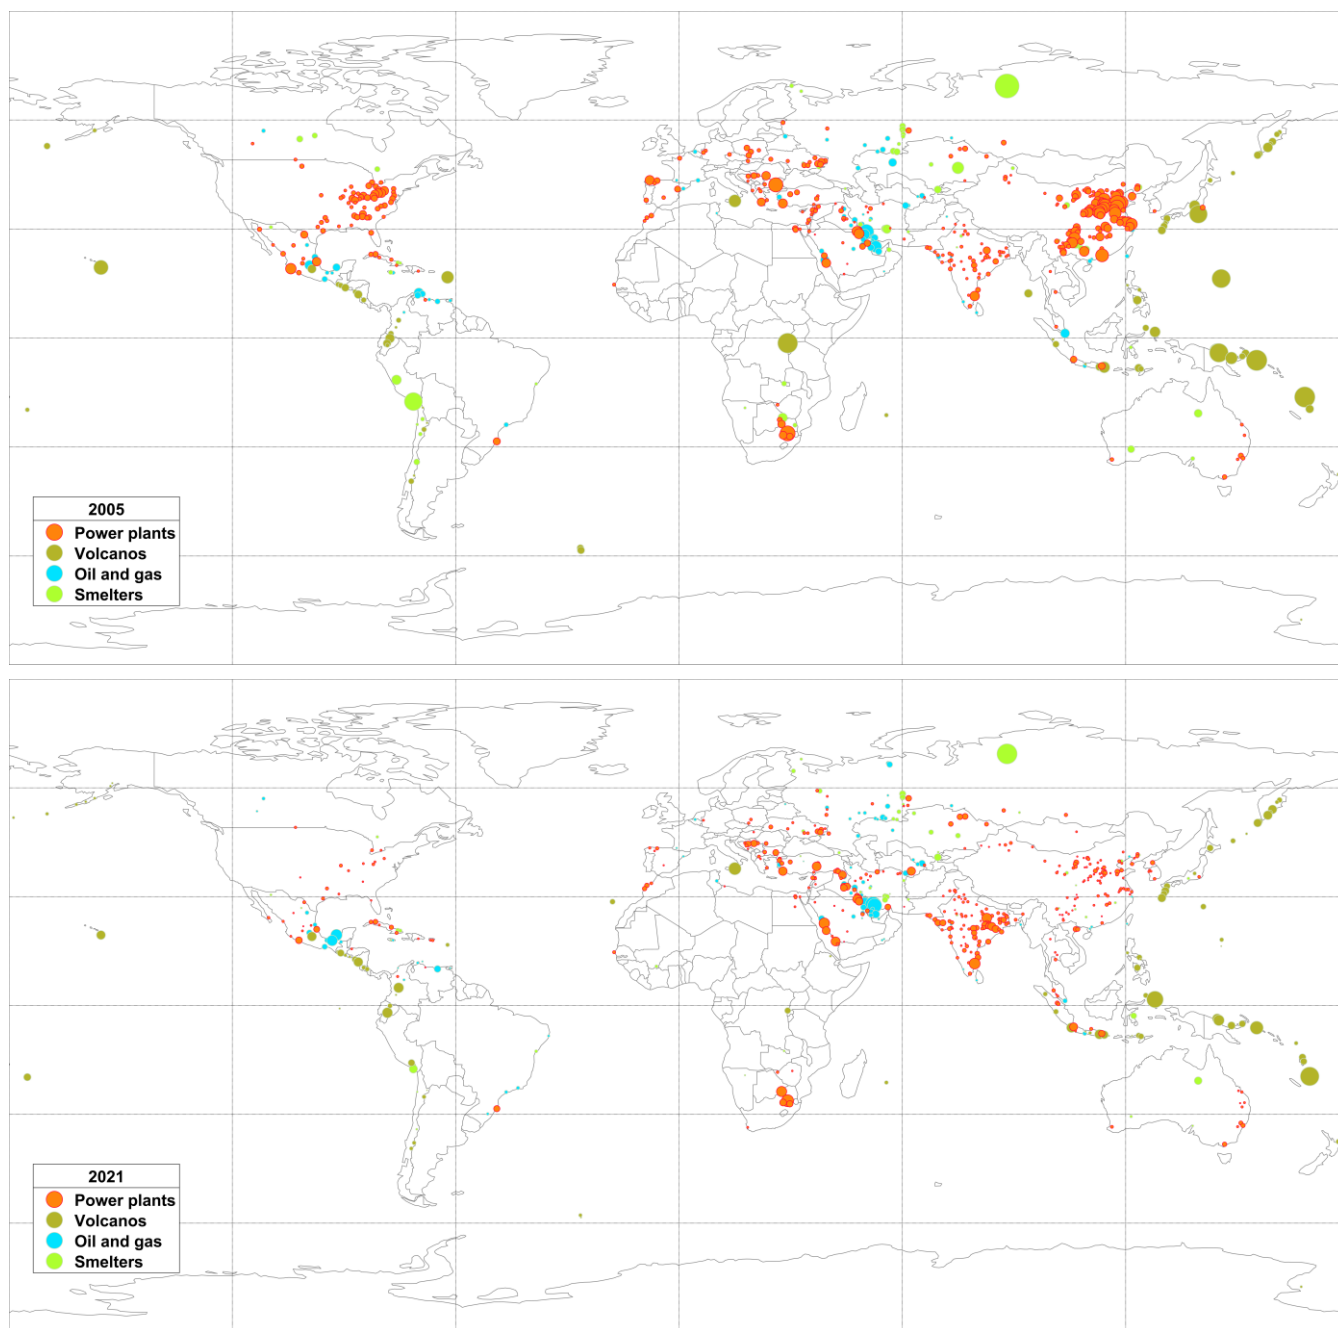 2005
Power plants
Volcanos
Oil and gas
Smelters
2021
Power plants
Volcanos
Oil and gas
Smelters